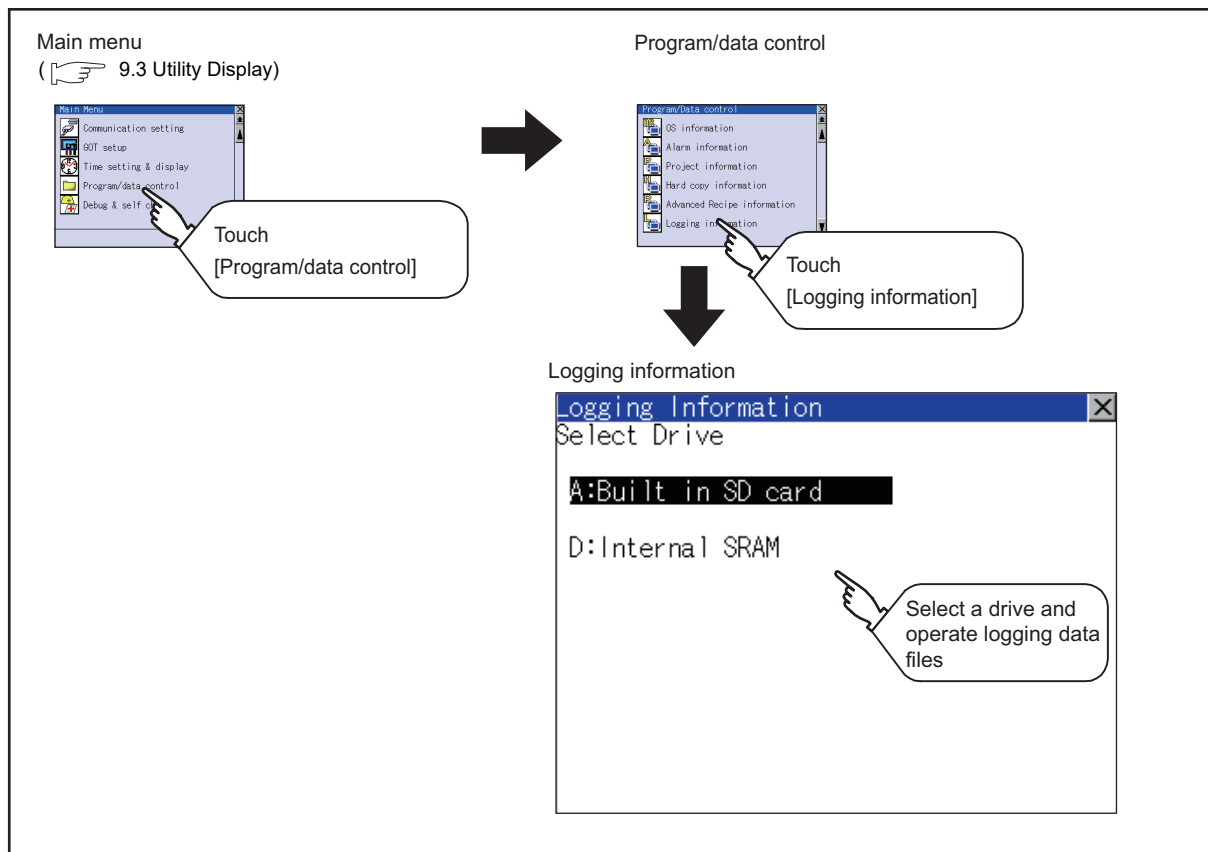 Main menu
( 9.3 Utility Display)
Main Menu
Communication setting
GOT setup
Time setting & display
Program/data control
Debug & self c
Touch
[Program/data control]
Program/data control
Program/Data control
OS information
Alarm information
Project information
Hard copy information
Advanced Recipe information
Logging information
Touch
[Logging information]
Logging information
Logging Information
Select Drive
A:Built in SD card
D:Internal SRAM
Select a drive and
operate logging data
files